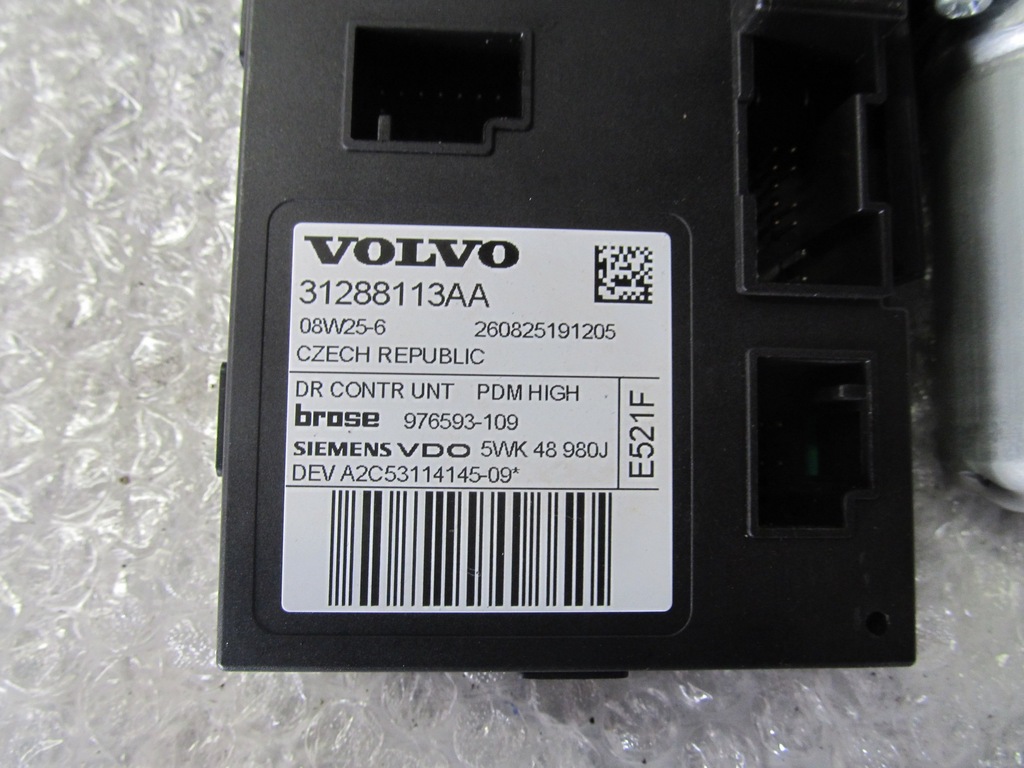 VOLVO
31288113AA
08W25-6 260825191205
CZECH REPUBLIC
DR CONTR UNT PDM HIGH
brose 976593-109
SIEMENS VDO 5WK 48 980J
DEV A2C53114145-09*
E521F